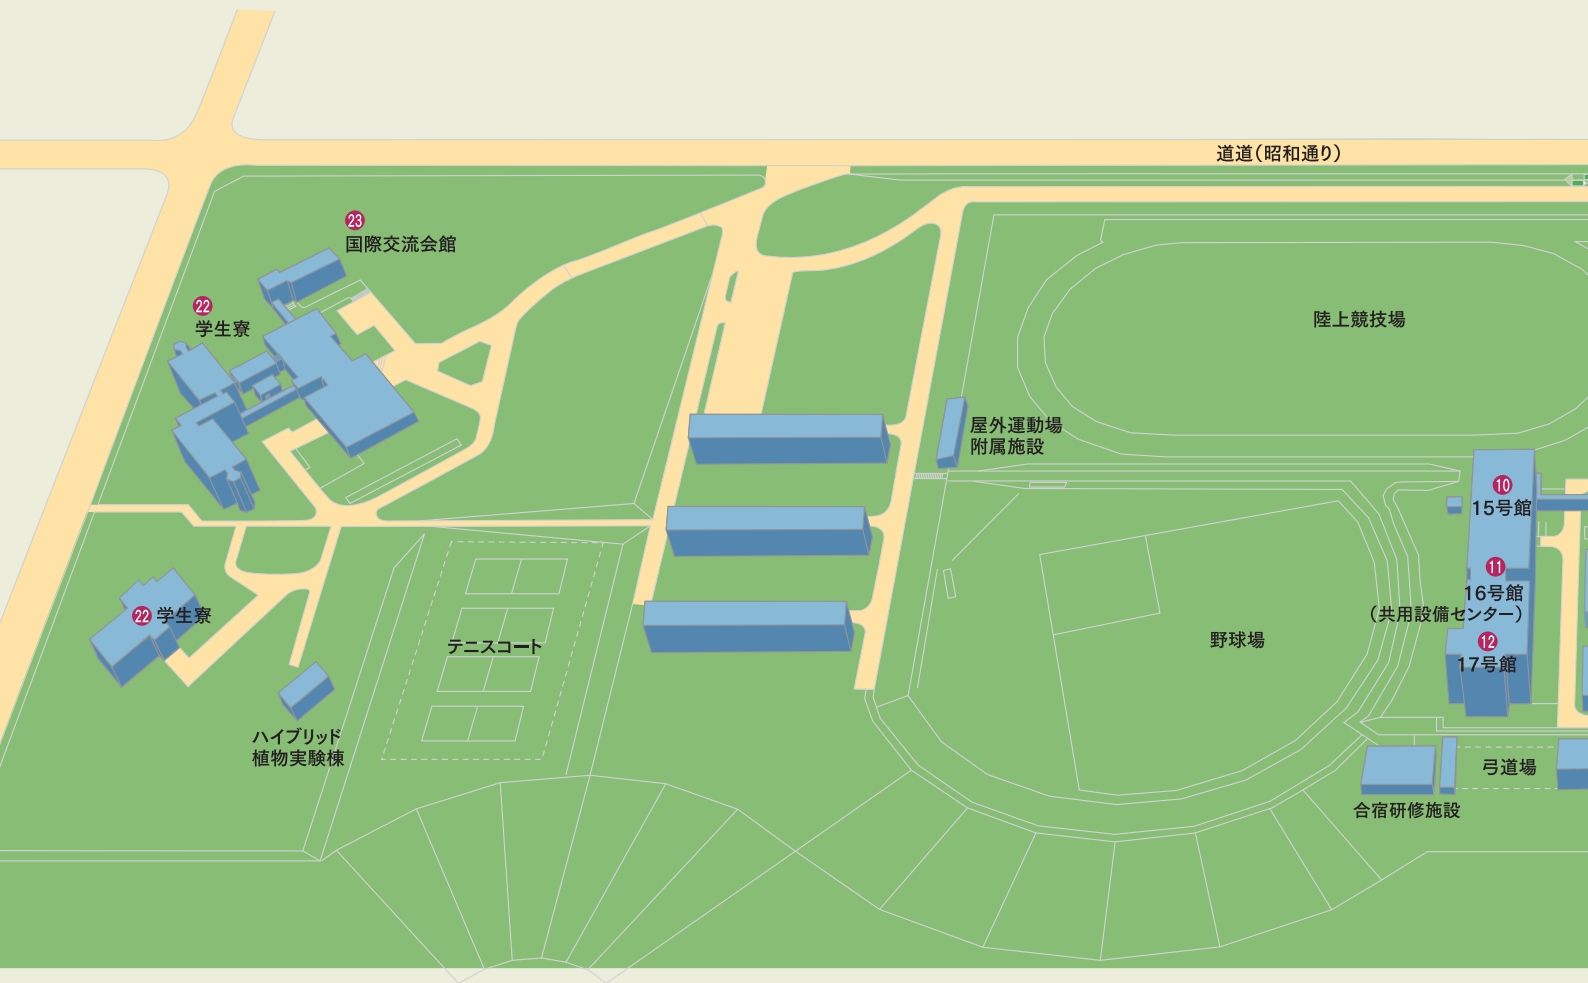 道道(昭和通り)
23
国際交流会館
22
学生寮
陸上競技場
屋外運動場
附属施設
10
15号館
11
16号館
(共用設備センター)
12
17号館
22 学生寮
テニスコート
野球場
ハイブリッド
植物実験棟
弓道場
合宿研修施設